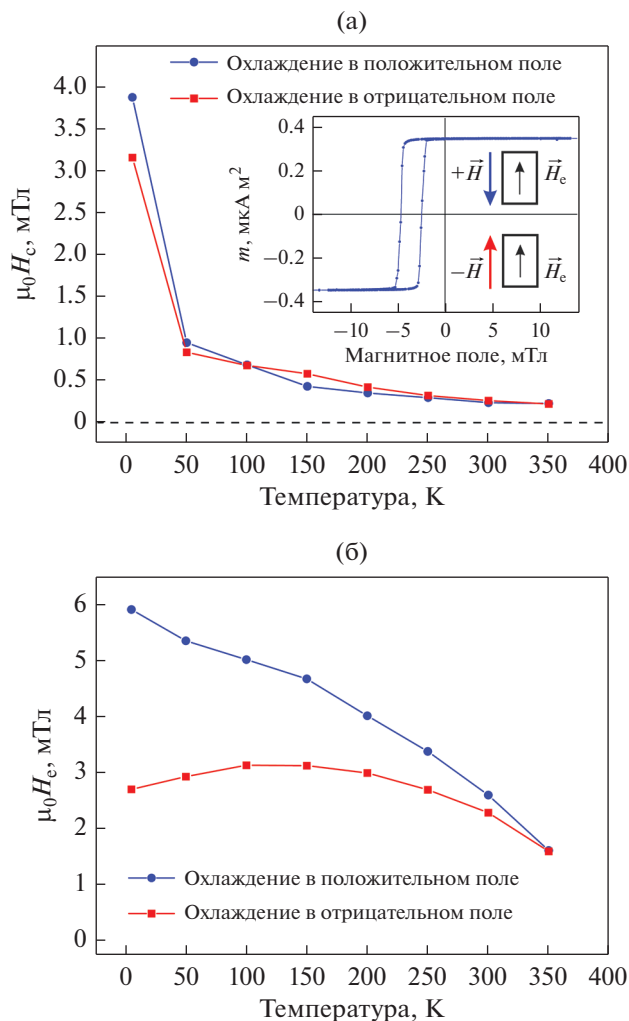 (а)
Охлаждение в положительном поле
Охлаждение в отрицательном поле
4.0
3.5
3.0
2.5
2.0
1.5
1.0
0.5
0
μ₀Hc, мТл
0.4
0.2
0
−0.2
−0.4
m, мкА м²
+H⃗
H⃗e
−H⃗
H⃗e
−10 −5 0 5 10
Магнитное поле, мТл
0 50 100 150 200 250 300 350 400
Температура, К
(б)
6
5
4
3
2
1
0
μ₀He, мТл
Охлаждение в положительном поле
Охлаждение в отрицательном поле
0 50 100 150 200 250 300 350 400
Температура, К